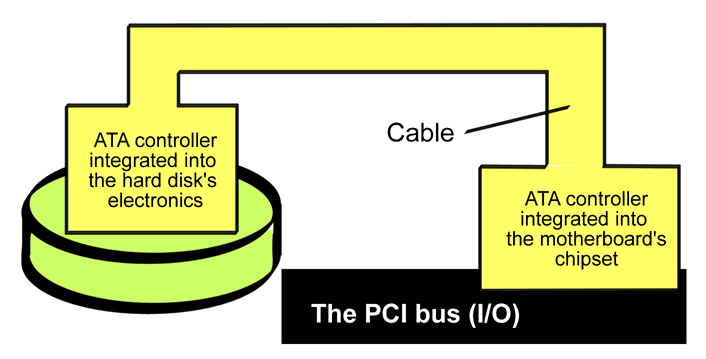 ATA controller
integrated into
the hard disk's
electronics
Cable
ATA controller
integrated into
the motherboard's
chipset
The PCI bus (I/O)